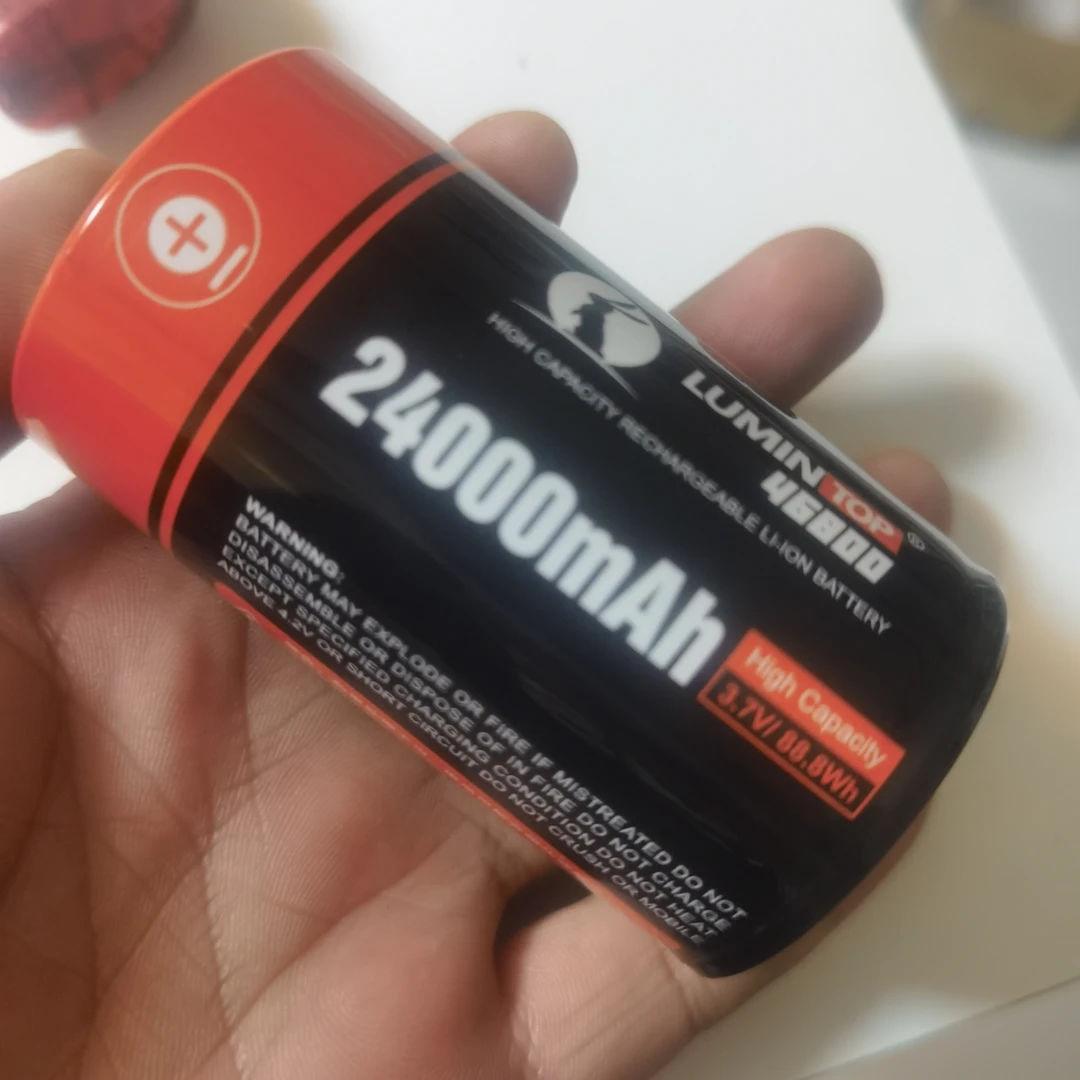 LUMINTOP®
46800
HIGH CAPACITY RECHARGEABLE LI-ION BATTERY
24000mAh
High Capacity
3.7V/ 88.8Wh
WARNING:
BATTERY MAY EXPLODE OR FIRE IF MISTREATED DO NOT
DISASSEMBLE OR DISPOSE OF IN FIRE DO NOT CHARGE
EXCEPT SPECIFIED CHARGING CONDITION DO NOT HEAT
ABOVE 4.2V OR SHORT CIRCUIT DO NOT CRUSH OR MOBILE